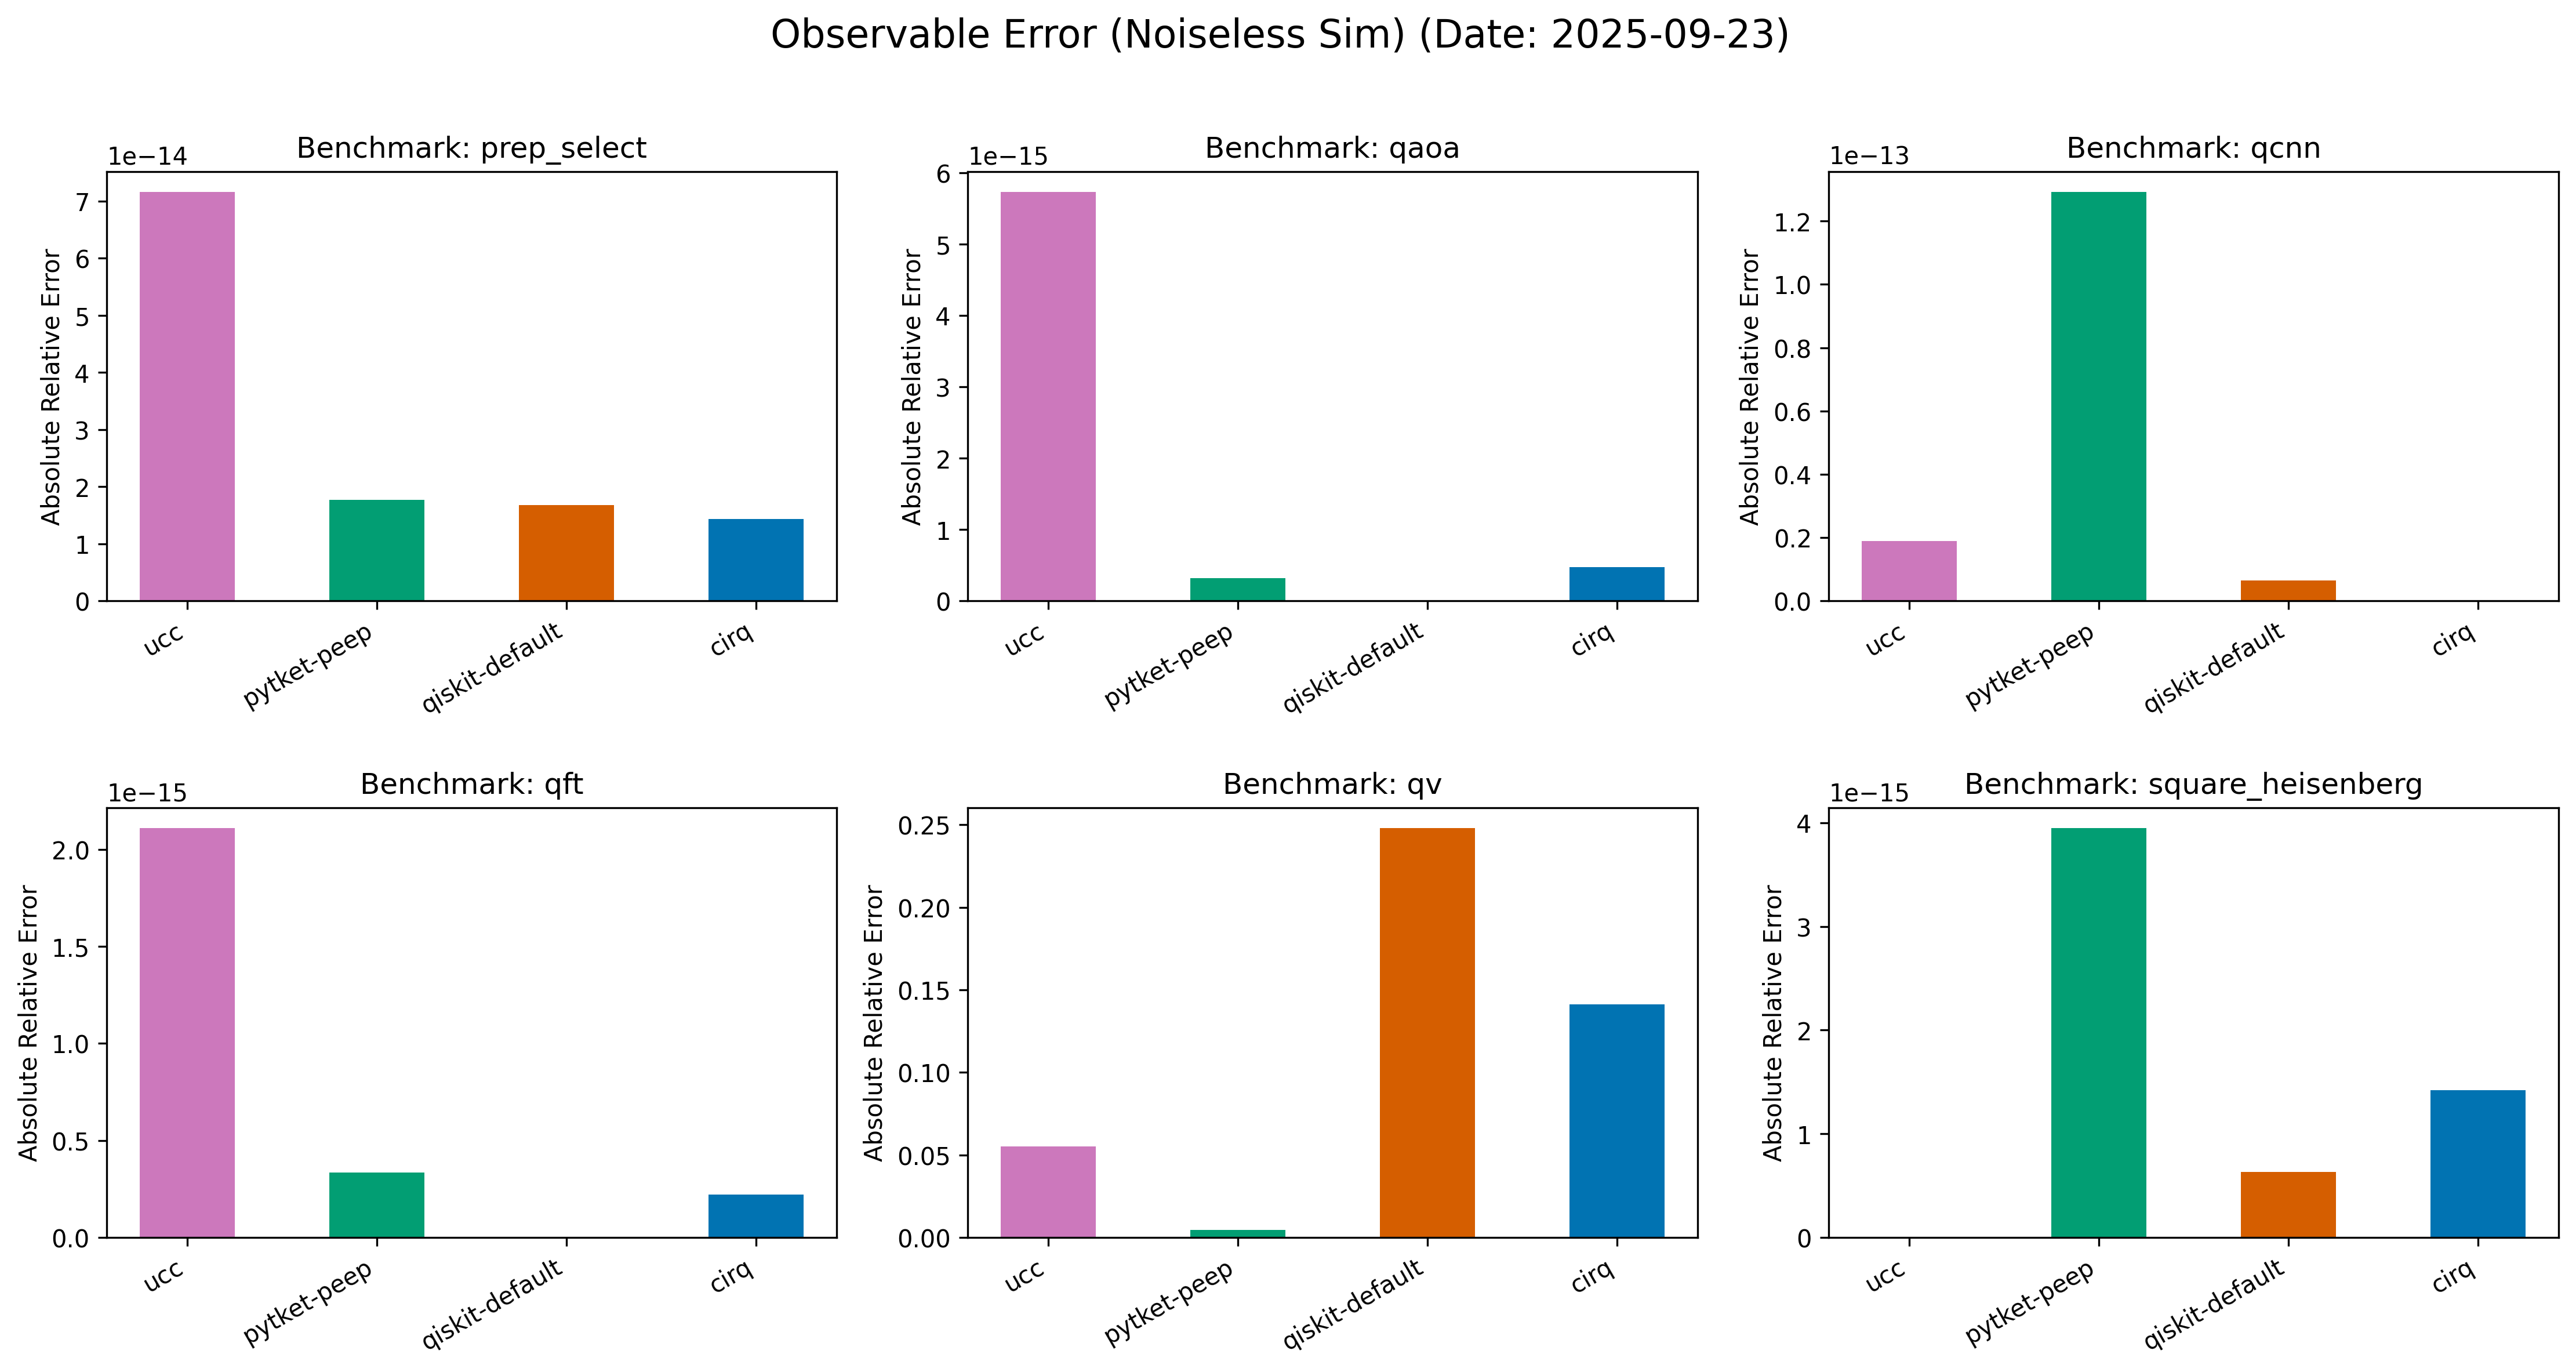 Observable Error (Noiseless Sim) (Date: 2025-09-23)
Benchmark: prep_select
1e−14
Absolute Relative Error
7
6
5
4
3
2
1
0
ucc
pytket-peep
qiskit-default
cirq
Benchmark: qaoa
1e−15
Absolute Relative Error
6
5
4
3
2
1
0
ucc
pytket-peep
qiskit-default
cirq
Benchmark: qcnn
1e−13
Absolute Relative Error
1.2
1.0
0.8
0.6
0.4
0.2
0.0
ucc
pytket-peep
qiskit-default
cirq
Benchmark: qft
1e−15
Absolute Relative Error
2.0
1.5
1.0
0.5
0.0
ucc
pytket-peep
qiskit-default
cirq
Benchmark: qv
Absolute Relative Error
0.25
0.20
0.15
0.10
0.05
0.00
ucc
pytket-peep
qiskit-default
cirq
Benchmark: square_heisenberg
1e−15
Absolute Relative Error
4
3
2
1
0
ucc
pytket-peep
qiskit-default
cirq